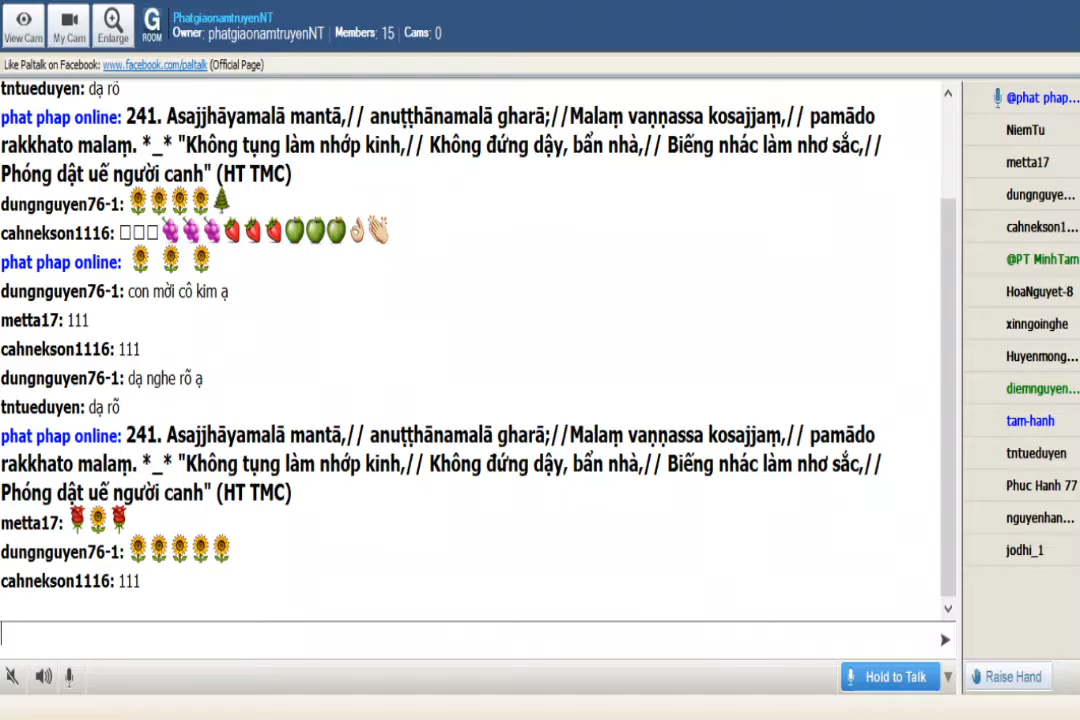 View Cam
My Cam
Enlarge
G
ROOM
PhatgiaonamtruyenNT
Owner: phatgiaonamtruyenNT Members: 15 Cams: 0
Like Paltalk on Facebook: www.facebook.com/paltalk (Official Page)
tntueduyen: dạ rõ
phat phap online: 241. Asajjhāyamalā mantā,// anuṭṭhānamalā gharā;//Malaṃ vaṇṇassa kosajjaṃ,// pamādo
rakkhato malaṃ. *_* "Không tụng làm nhớp kinh,// Không đứng dậy, bẩn nhà,// Biếng nhác làm nhơ sắc,//
Phóng dật uế người canh" (HT TMC)
dungnguyen76-1:
cahnekson1116:
phat phap online:
dungnguyen76-1: con mời cô kim ạ
metta17: 111
cahnekson1116: 111
dungnguyen76-1: dạ nghe rõ ạ
tntueduyen: dạ rõ
phat phap online: 241. Asajjhāyamalā mantā,// anuṭṭhānamalā gharā;//Malaṃ vaṇṇassa kosajjaṃ,// pamādo
rakkhato malaṃ. *_* "Không tụng làm nhớp kinh,// Không đứng dậy, bẩn nhà,// Biếng nhác làm nhơ sắc,//
Phóng dật uế người canh" (HT TMC)
metta17:
dungnguyen76-1:
cahnekson1116: 111
@phat phap...
NiemTu
metta17
dungnguye...
cahnekson1...
@PT MinhTam
HoaNguyet-8
xinngoinghe
Huyenmong...
diemnguyen...
tam-hanh
tntueduyen
Phuc Hanh 77
nguyenhan...
jodhi_1
Hold to Talk
Raise Hand